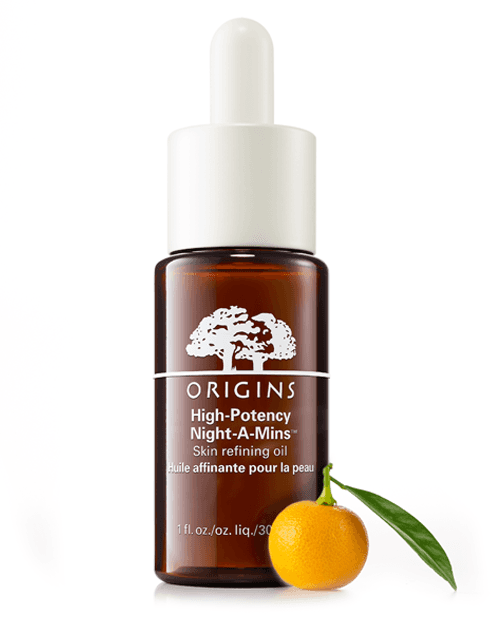 ORIGINS
High-Potency
Night-A-Mins™
Skin refining oil
Huile affinante pour la peau
1 fl. oz./oz. liq./30